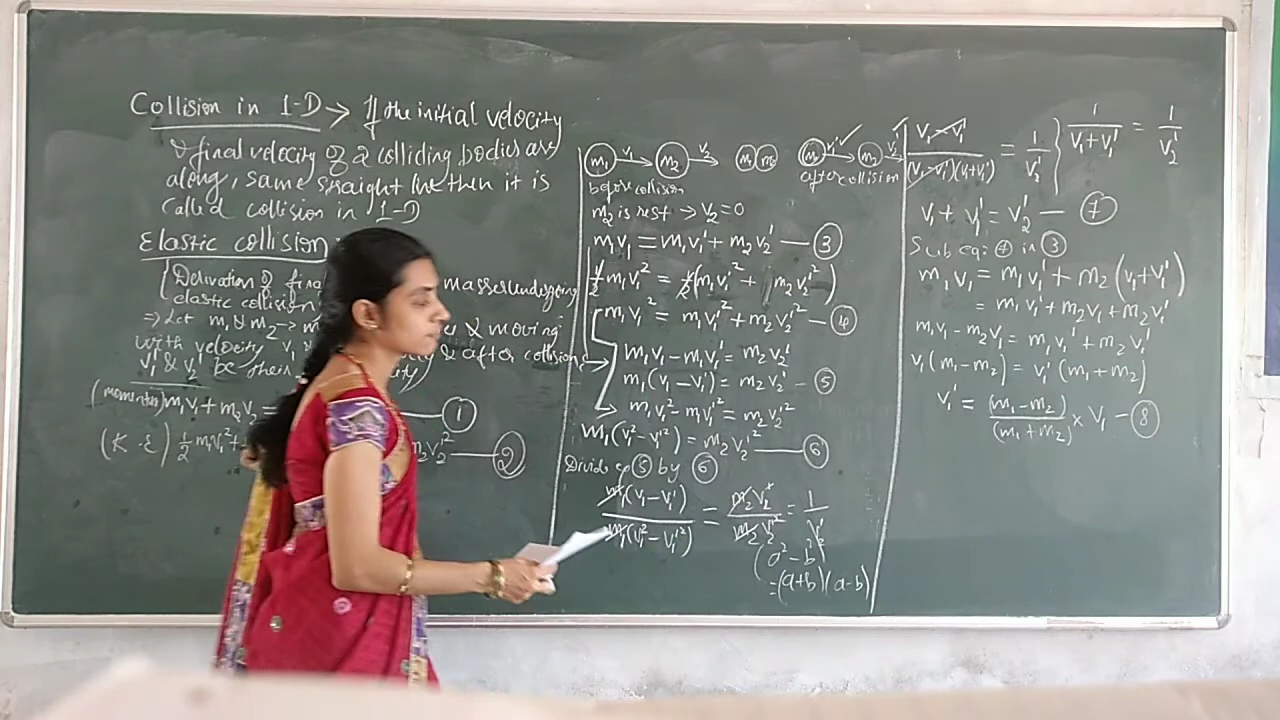 Collision in 1-D → If the initial velocity
& final velocity of 2 colliding bodies are
along, same straight line then it is
called collision in 1-D
Elastic collision:
Derivation of masses undergoing
elastic collision
⇒ Let m₁ & m₂ → & moving
with velocity v₁ & after collision
v₁' & v₂' be their
(momentum) m₁v₁ + m₂v₂ = ①
(K.E) ½ m₁v₁² + m₂v₂'² — ②
m₁ v₁ → m₂ v₂ → m₁ m₂ m₁ v₁' → m₂ v₂' →
before collision after collision
m₂ is rest → v₂ = 0
m₁v₁ = m₁v₁' + m₂v₂' — ③
½ m₁v₁² = ½ (m₁v₁'² + m₂v₂'²)
m₁v₁² = m₁v₁'² + m₂v₂'² — ④
m₁v₁ - m₁v₁' = m₂v₂'
m₁(v₁ - v₁') = m₂v₂' - ⑤
m₁v₁² - m₁v₁'² = m₂v₂'²
m₁(v₁² - v₁'²) = m₂v₂'² — ⑥
Divide eq ⑤ by ⑥
m₁(v₁ - v₁') / m₁(v₁² - v₁'²) = m₂v₂' / m₂v₂'² = 1 / v₂'
(a² - b²)
= (a+b)(a-b)
v₁ - v₁' / (v₁ - v₁')(v₁ + v₁') = 1 / v₂' } 1 / v₁ + v₁' = 1 / v₂'
v₁ + v₁' = v₂' — ⑦
Sub eq: ⑦ in ③
m₁v₁ = m₁v₁' + m₂(v₁ + v₁')
= m₁v₁' + m₂v₁ + m₂v₁'
m₁v₁ - m₂v₁ = m₁v₁' + m₂v₁'
v₁(m₁ - m₂) = v₁'(m₁ + m₂)
v₁' = (m₁ - m₂) / (m₁ + m₂) × v₁ - ⑧